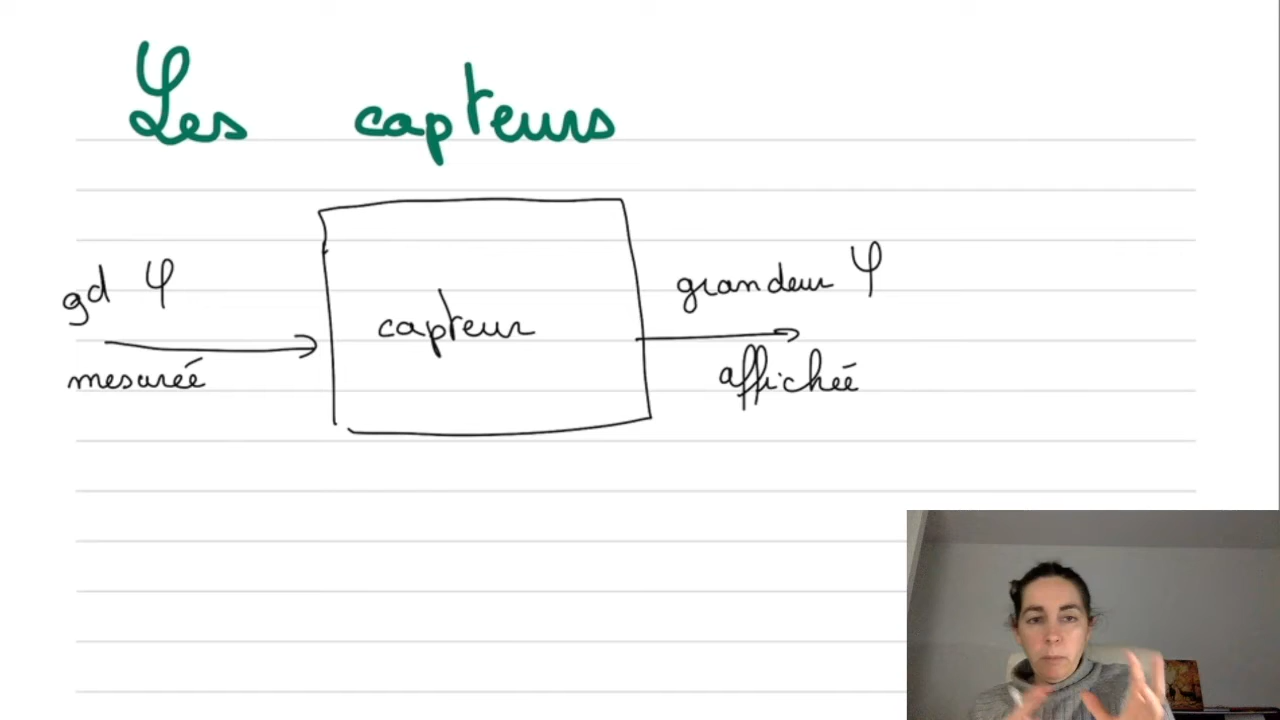 Les capteurs
gd φ
mesurée
capteur
grandeur φ
affichée